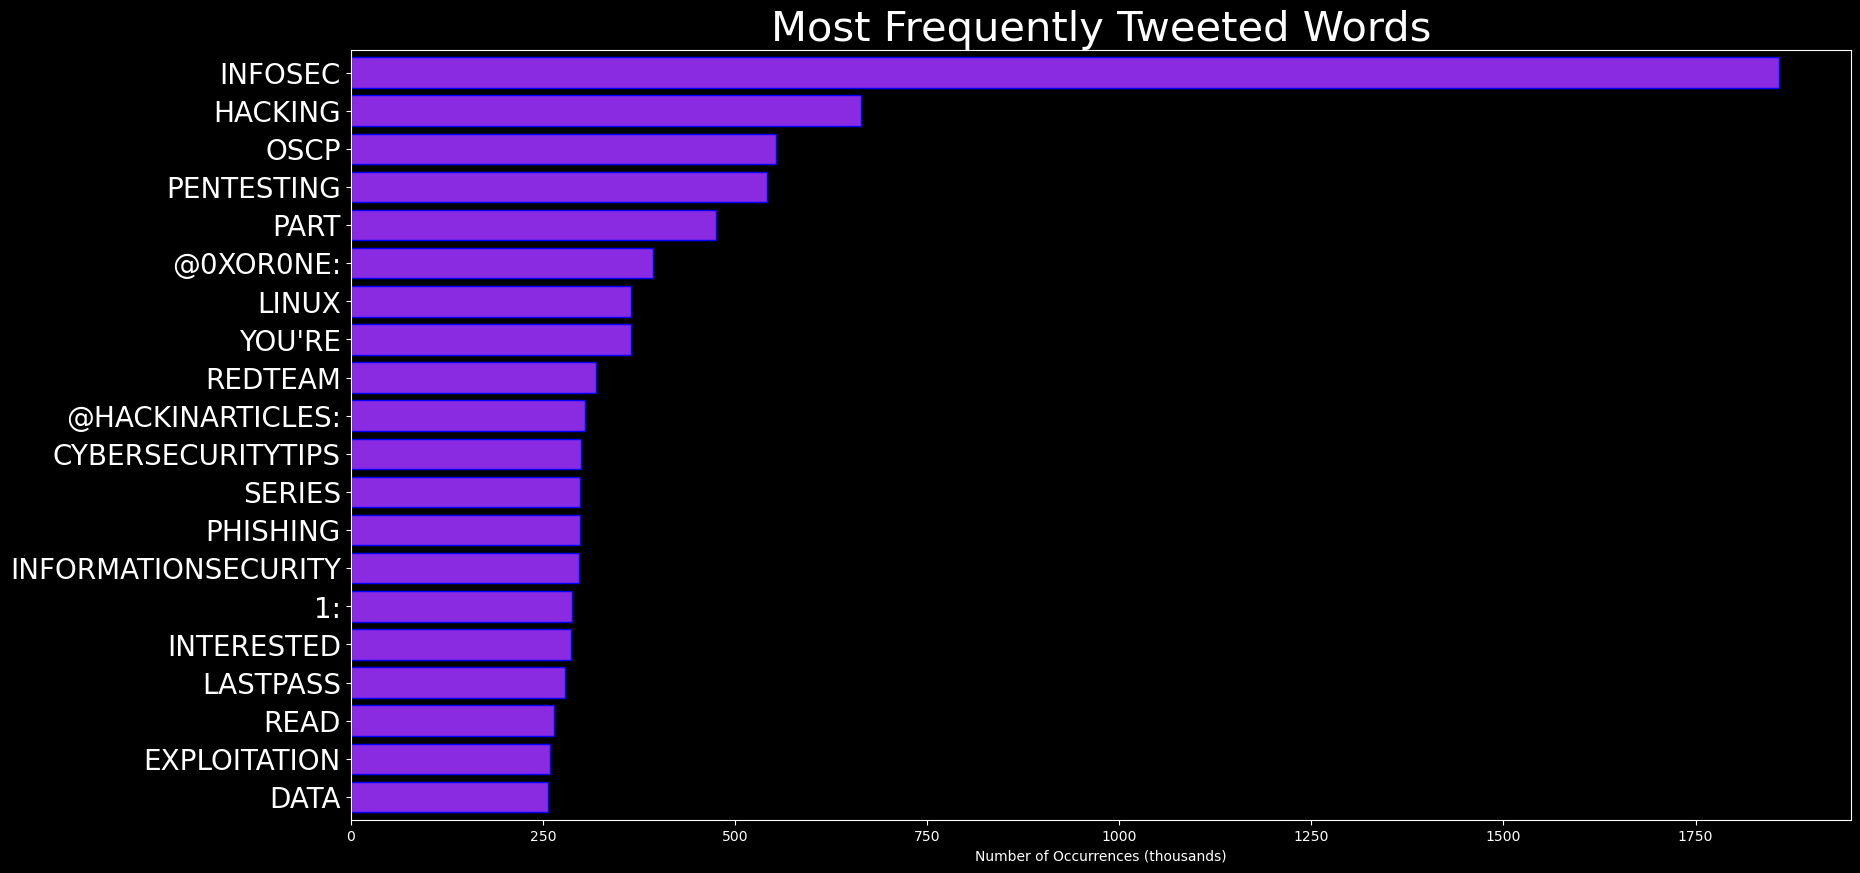 Most Frequently Tweeted Words
INFOSEC
HACKING
OSCP
PENTESTING
PART
@0XOR0NE:
LINUX
YOU'RE
REDTEAM
@HACKINARTICLES:
CYBERSECURITYTIPS
SERIES
PHISHING
INFORMATIONSECURITY
1:
INTERESTED
LASTPASS
READ
EXPLOITATION
DATA
0 250 500 750 1000 1250 1500 1750
Number of Occurrences (thousands)